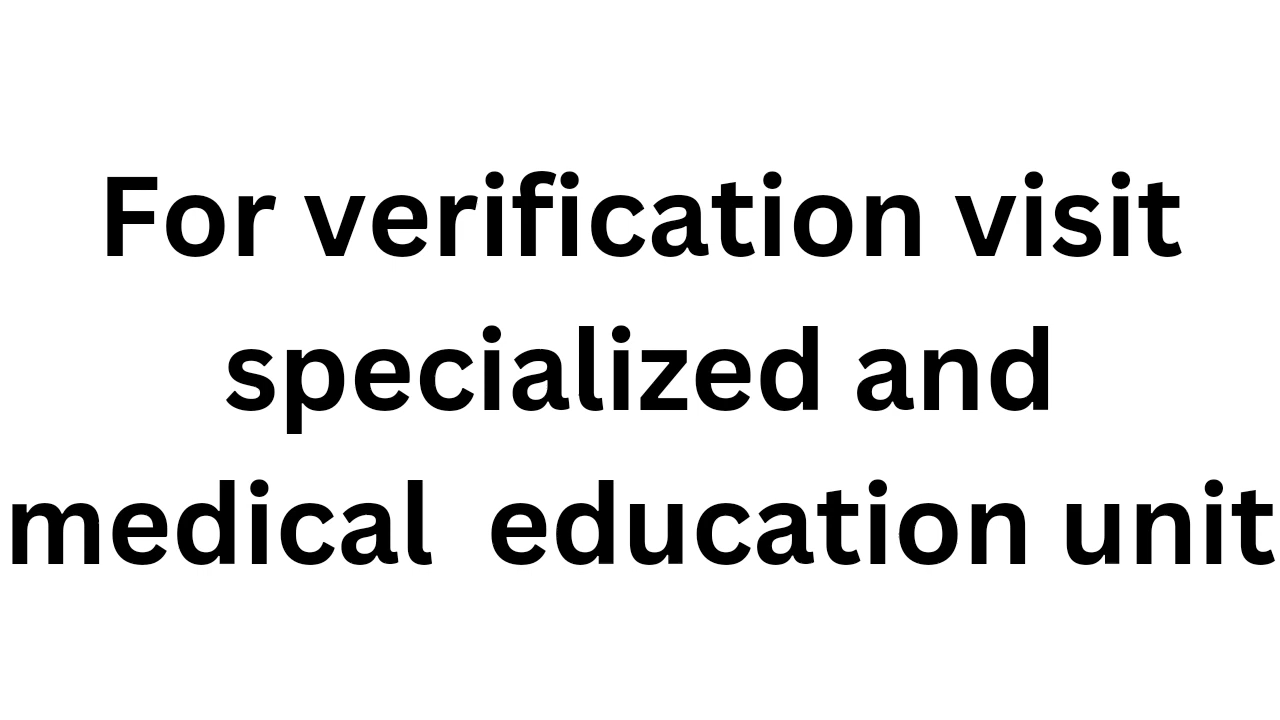 For verification visit
specialized and
medical  education unit